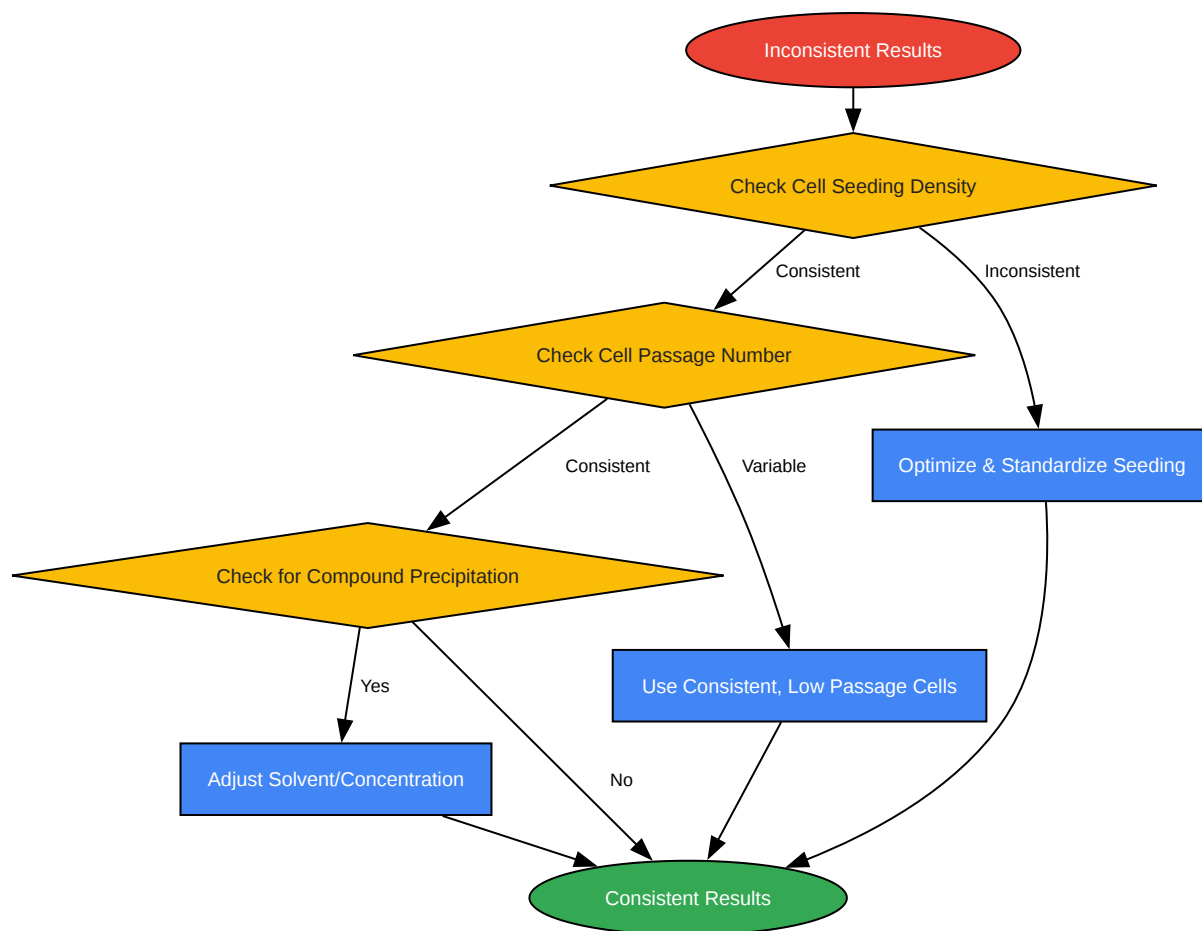 Inconsistent Results
Check Cell Seeding Density
Consistent
Inconsistent
Check Cell Passage Number
Consistent
Variable
Optimize & Standardize Seeding
Check for Compound Precipitation
Yes
Use Consistent, Low Passage Cells
Adjust Solvent/Concentration
No
Consistent Results